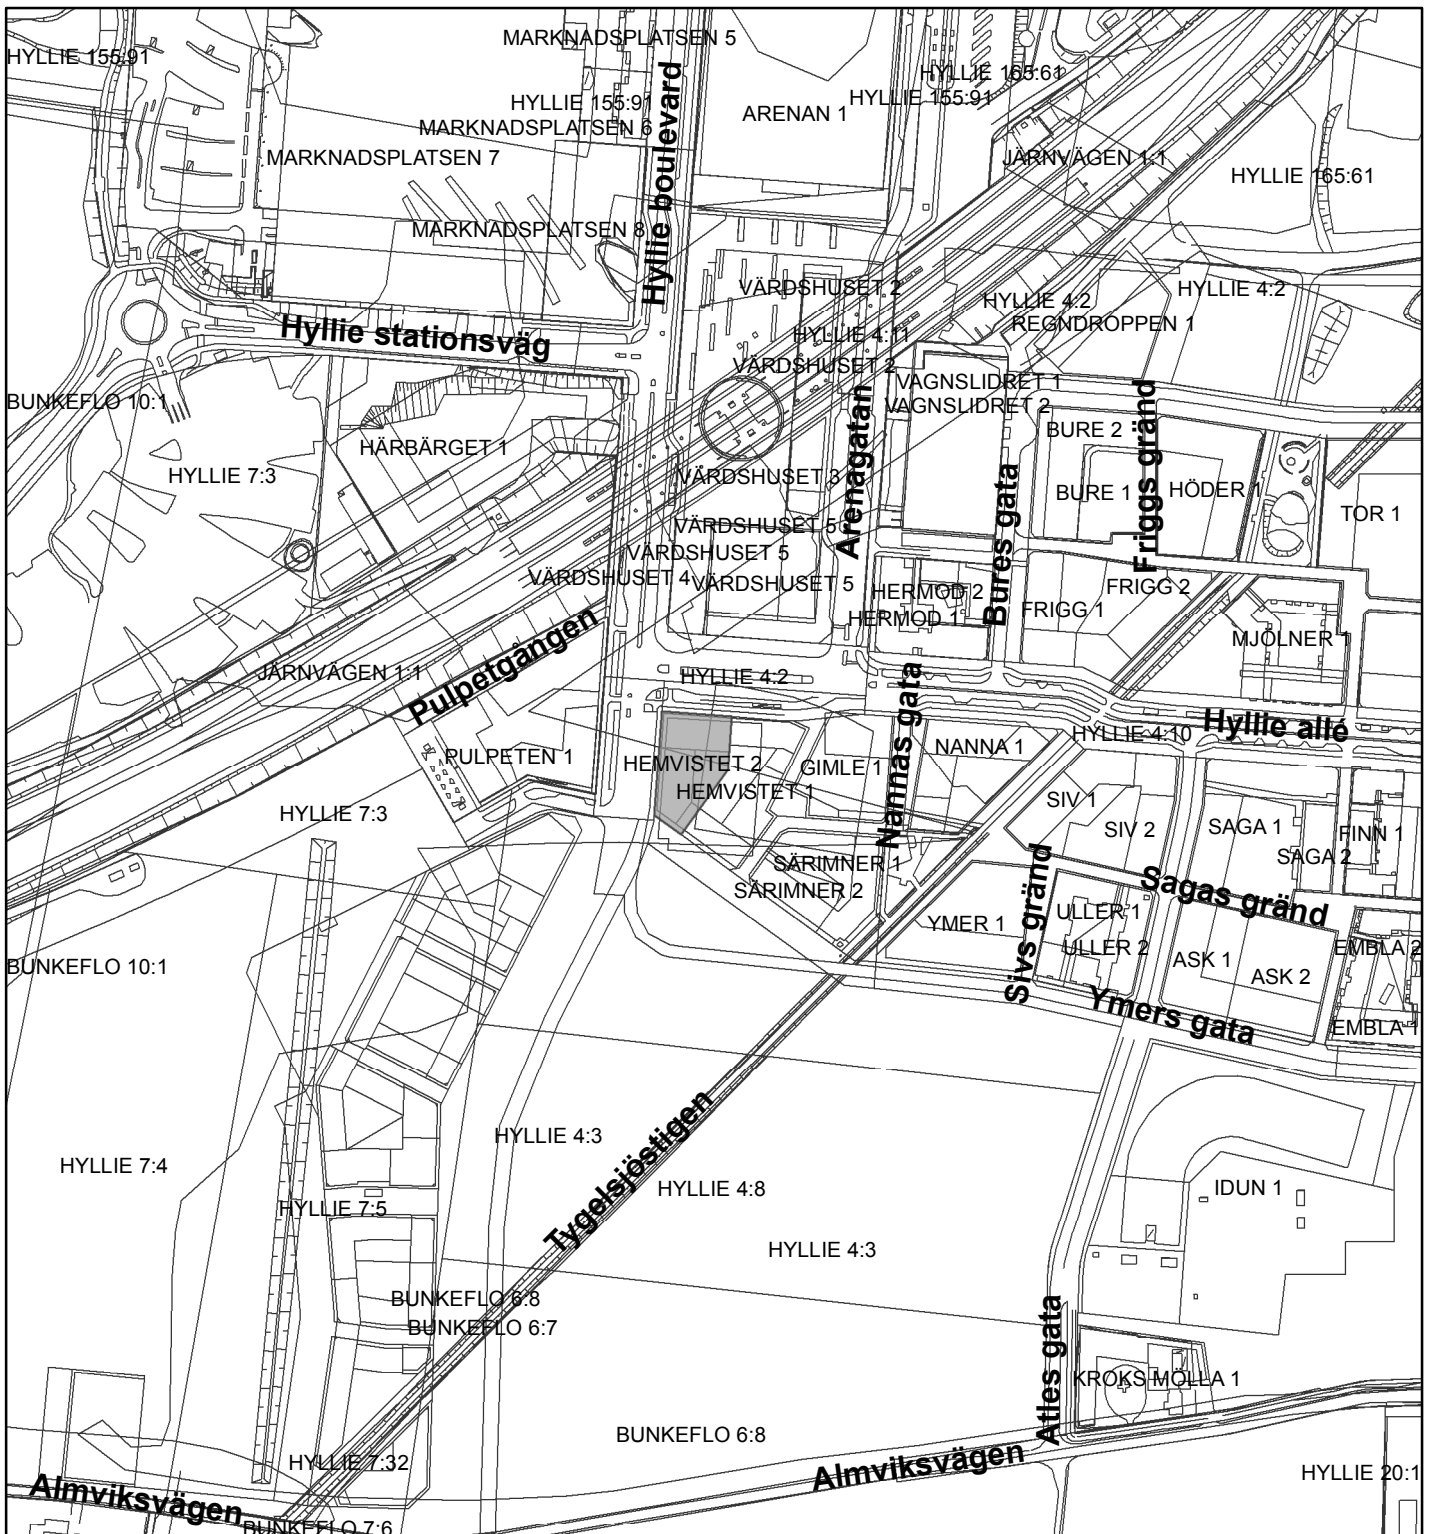 MARKNADSPLATSEN 5
HYLLIE 155:91
HYLLIE 165:61
HYLLIE 155:91
HYLLIE 155:91
ARENAN 1
MARKNADSPLATSEN 6
MARKNADSPLATSEN 7
JÄRNVÄGEN 1:1
HYLLIE 165:61
Hyllie boulevard
MARKNADSPLATSEN 8
VÄRDSHUSET 2
HYLLIE 4:2
HYLLIE 4:2
REGNDROPPEN 1
Hyllie stationsväg
HYLLIE 4:11
VÄRDSHUSET 2
VAGNSLIDRET 1
VAGNSLIDRET 2
BUNKEFLO 10:1
Arenagatan
Friggs gränd
BURE 2
HÄRBÄRGET 1
HYLLIE 7:3
VÄRDSHUSET 3
BURE 1
HÖDER 1
TOR 1
Bures gata
VÄRDSHUSET 5
VÄRDSHUSET 5
VÄRDSHUSET 4
VÄRDSHUSET 5
HERMOD 2
HERMOD 1
FRIGG 2
FRIGG 1
MJÖLNER 1
Pulpetgången
JÄRNVÄGEN 1:1
HYLLIE 4:2
Nannas gata
Hyllie allé
HYLLIE 4:10
NANNA 1
PULPETEN 1
HEMVISTET 2
GIMLE 1
HEMVISTET 1
SIV 1
HYLLIE 7:3
SIV 2
SAGA 1
FINN 1
SAGA 2
SÄRIMNER 1
SÄRIMNER 2
Sagas gränd
Sivs gränd
YMER 1
ULLER 1
ULLER 2
EMBLA 2
BUNKEFLO 10:1
ASK 1
ASK 2
Ymers gata
EMBLA 1
HYLLIE 4:3
Tygelsjöstigen
HYLLIE 7:4
HYLLIE 4:8
IDUN 1
HYLLIE 7:5
HYLLIE 4:3
BUNKEFLO 6:8
BUNKEFLO 6:7
Atles gata
KROKS MÖLLA 1
BUNKEFLO 6:8
HYLLIE 7:32
Almviksvägen
HYLLIE 20:1
Almviksvägen
BUNKEFLO 7:6